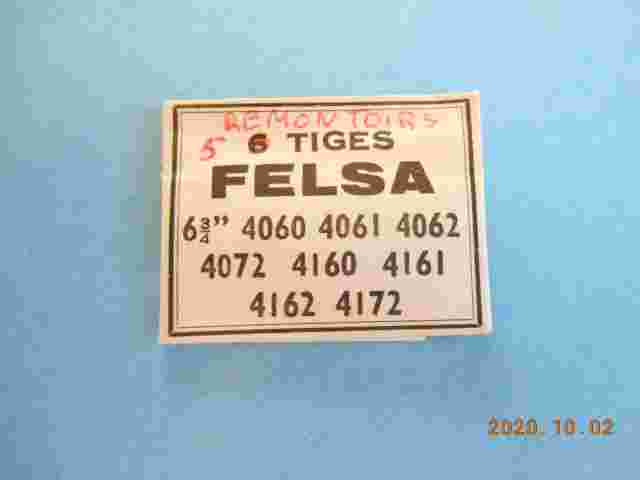 REMONTOIRS
5 6 TIGES
FELSA
6¾" 4060 4061 4062
4072 4160 4161
4162 4172
2020.10.02